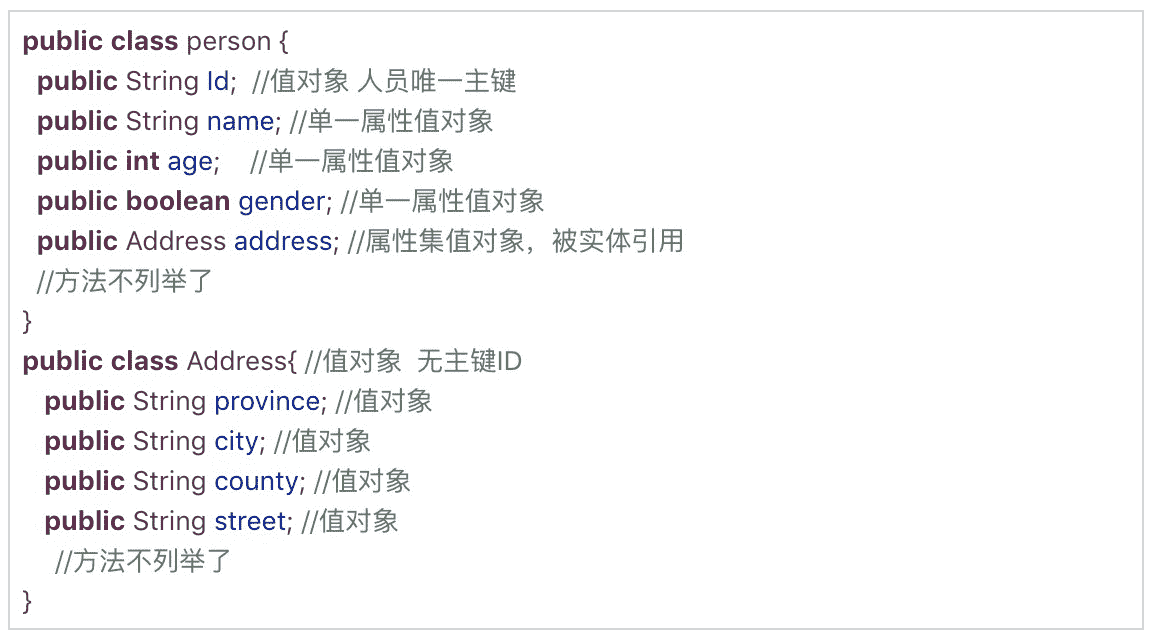 public class person {
public String Id; //值对象 人员唯一主键
public String name; //单一属性值对象
public int age; //单一属性值对象
public boolean gender; //单一属性值对象
public Address address; //属性集值对象，被实体引用
//方法不列举了
}
public class Address{ //值对象 无主键ID
public String province; //值对象
public String city; //值对象
public String county; //值对象
public String street; //值对象
//方法不列举了
}